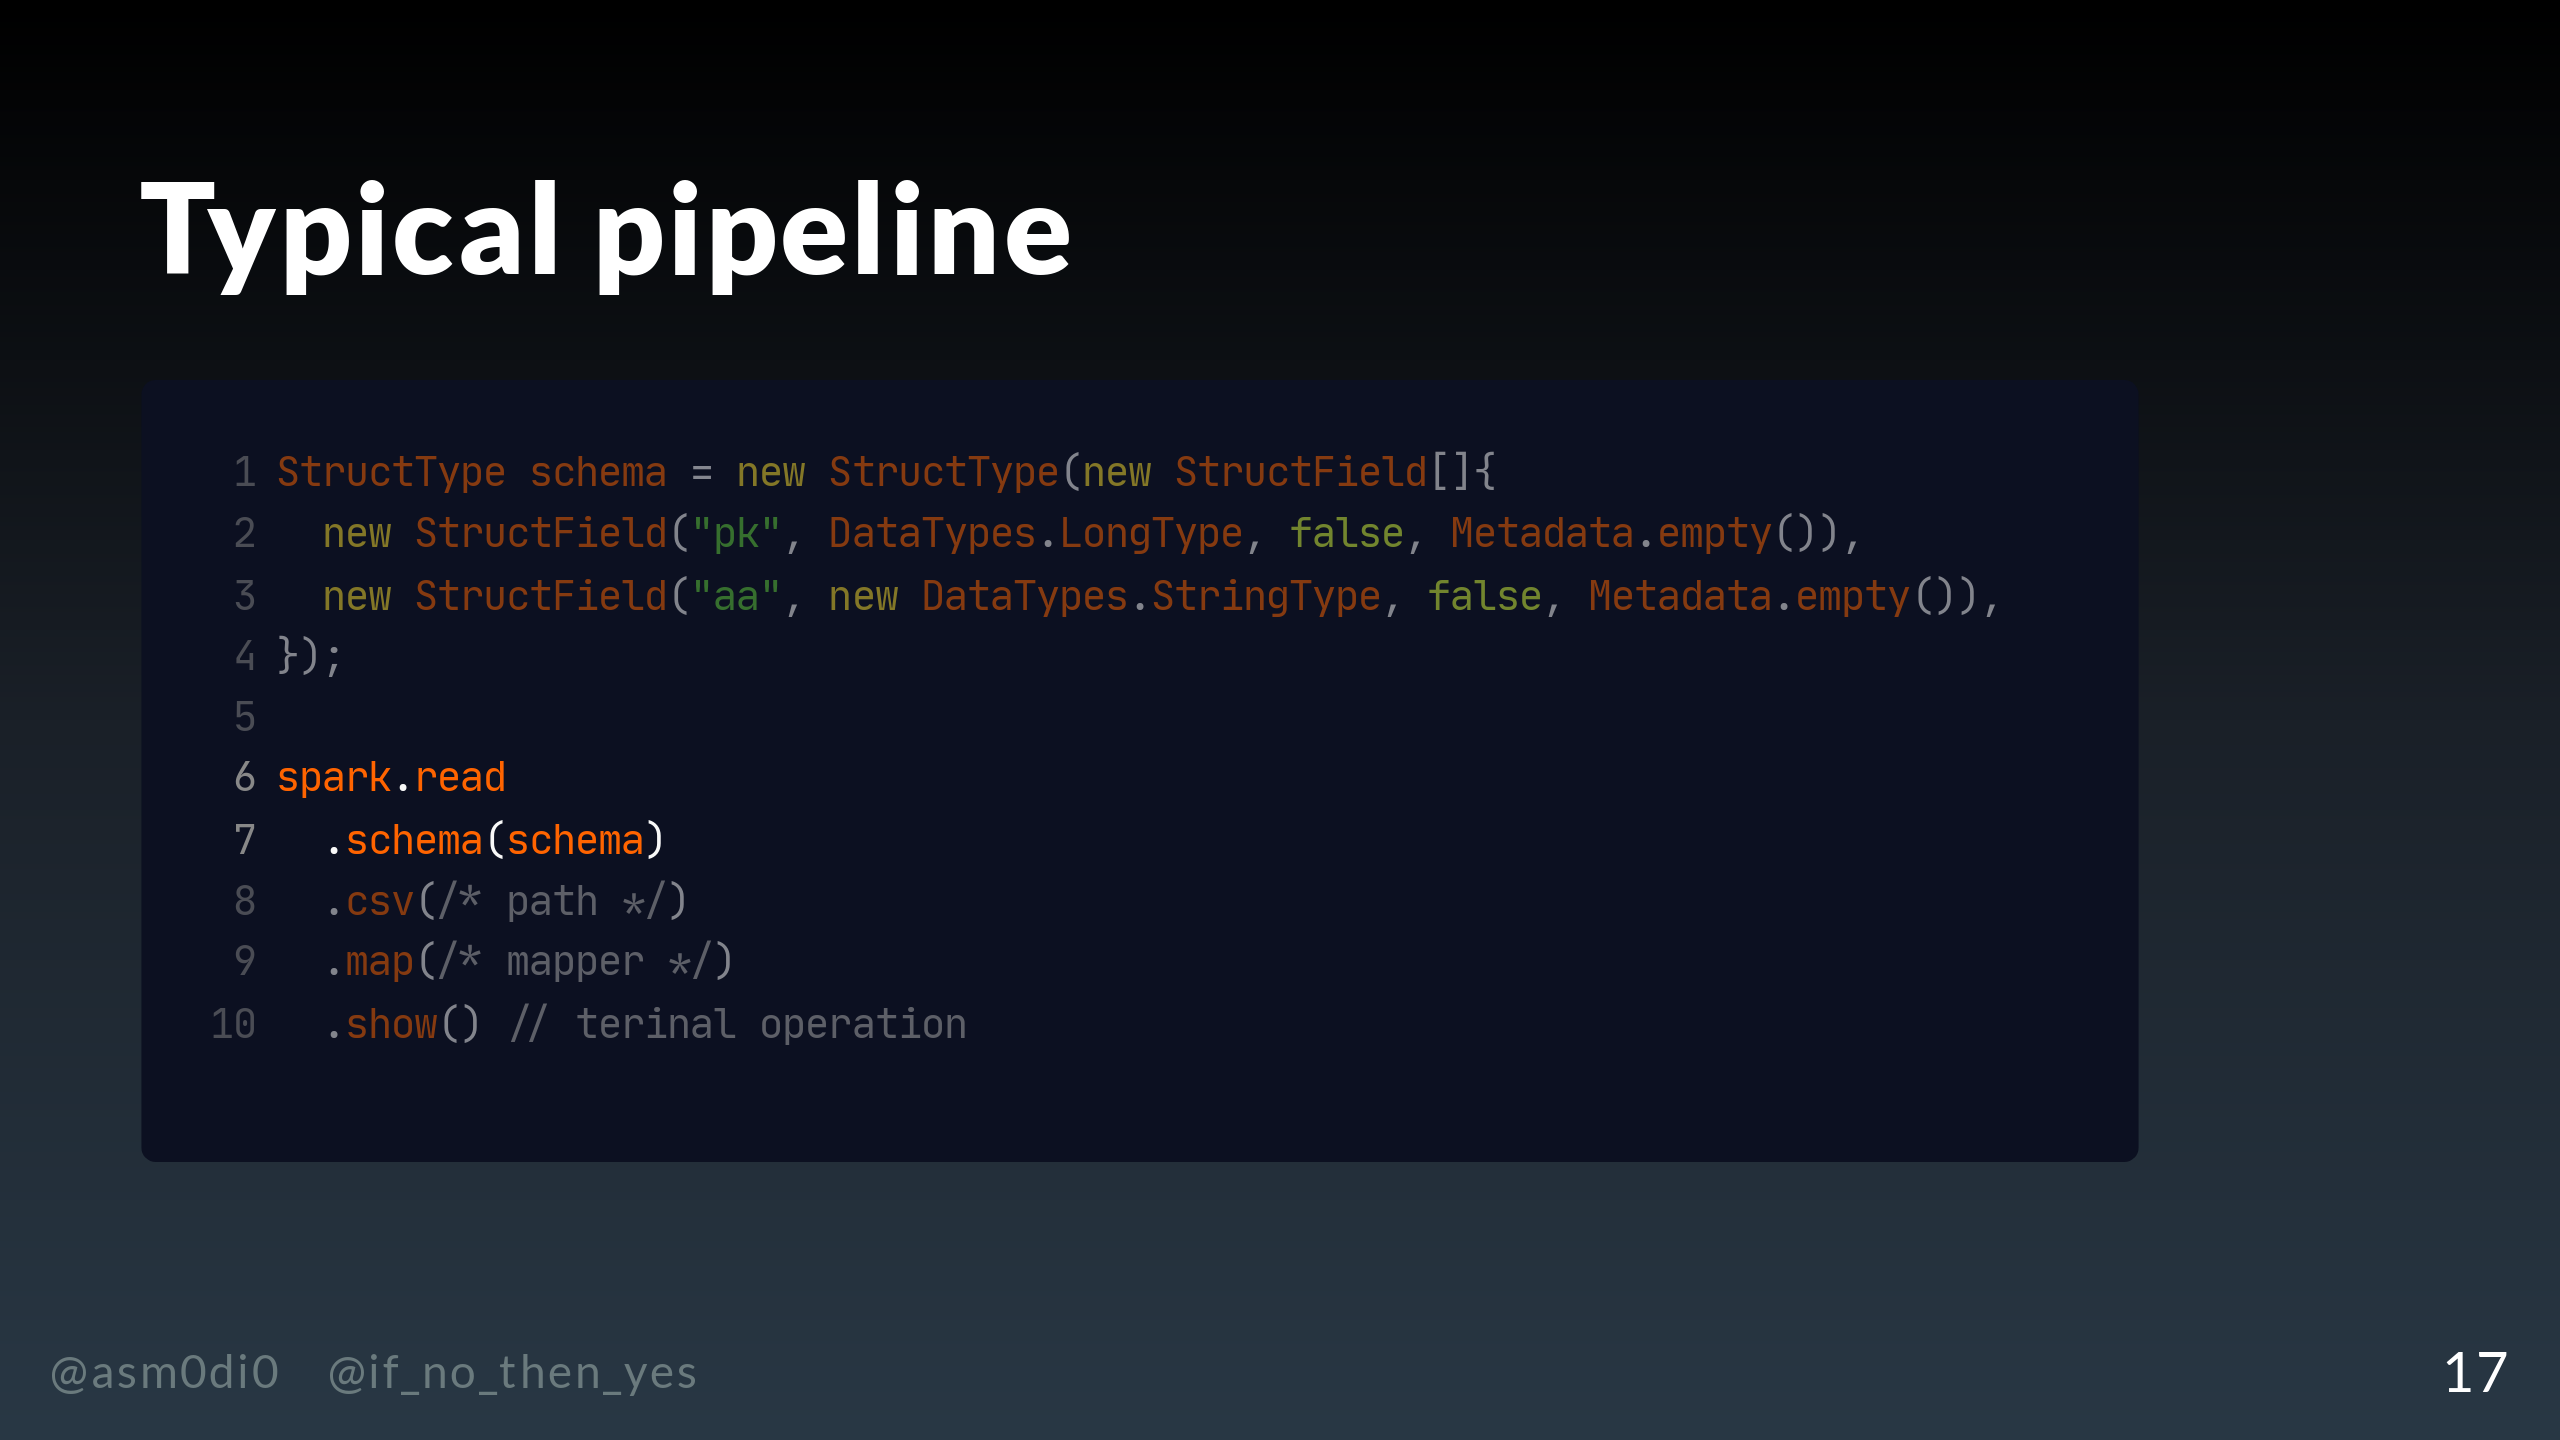 Typical pipeline
1 StructType schema = new StructType(new StructField[]{
2   new StructField("pk", DataTypes.LongType, false, Metadata.empty()),
3   new StructField("aa", new DataTypes.StringType, false, Metadata.empty()),
4 });
5
6 spark.read
7   .schema(schema)
8   .csv(/* path */)
9   .map(/* mapper */)
10   .show() // terinal operation
@asm0di0 @if_no_then_yes
17